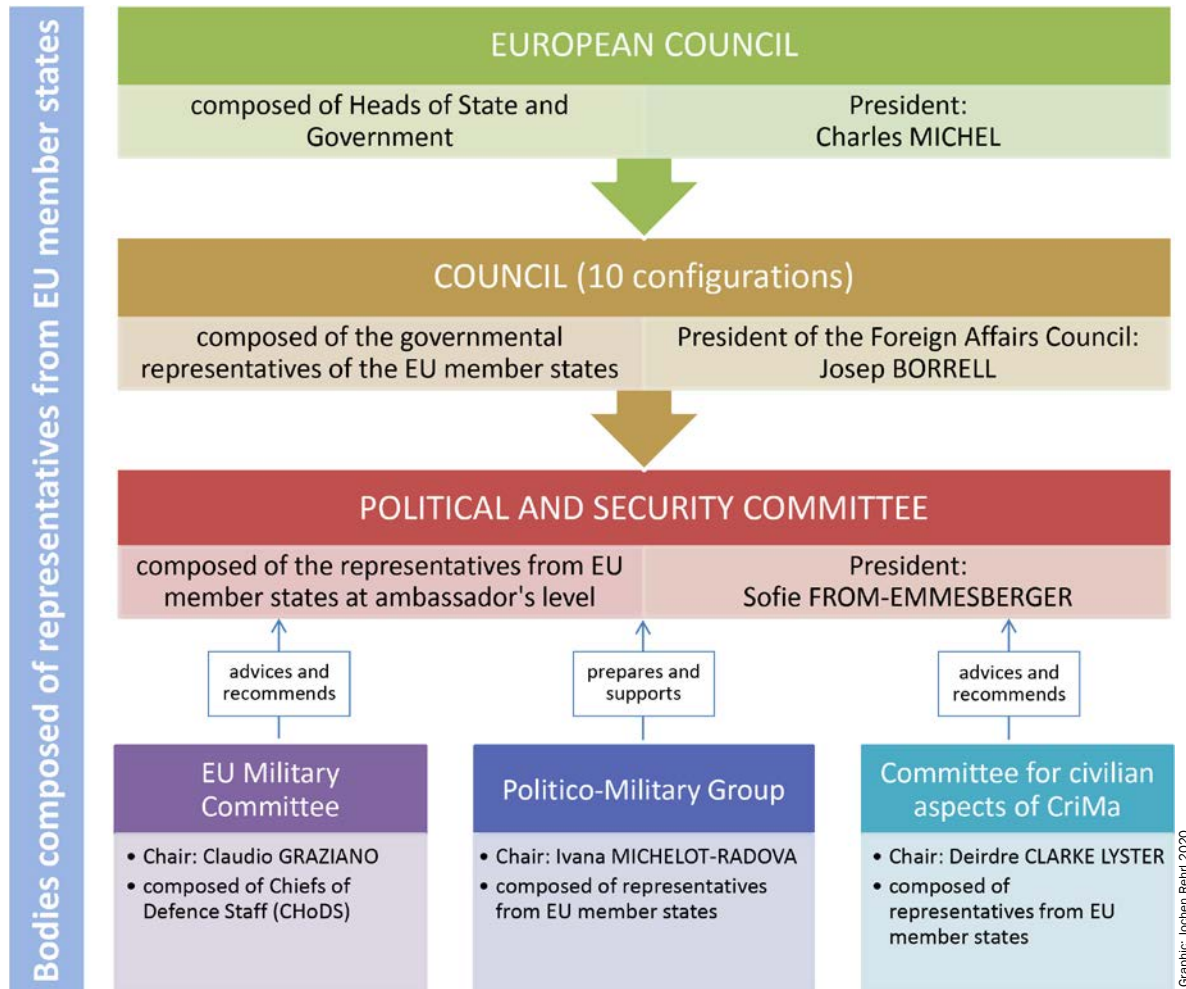 Bodies composed of representatives from EU member states
EUROPEAN COUNCIL
composed of Heads of State and
Government
President:
Charles MICHEL
COUNCIL (10 configurations)
composed of the governmental
representatives of the EU member states
President of the Foreign Affairs Council:
Josep BORRELL
POLITICAL AND SECURITY COMMITTEE
composed of the representatives from EU
member states at ambassador's level
President:
Sofie FROM-EMMESBERGER
advices and
recommends
prepares and
supports
advices and
recommends
EU Military
Committee
• Chair: Claudio GRAZIANO
• composed of Chiefs of
Defence Staff (CHoDS)
Politico-Military Group
• Chair: Ivana MICHELOT-RADOVA
• composed of representatives
from EU member states
Committee for civilian
aspects of CriMa
• Chair: Deirdre CLARKE LYSTER
• composed of
representatives from EU
member states
Graphic: Jochen Rehrl 2020